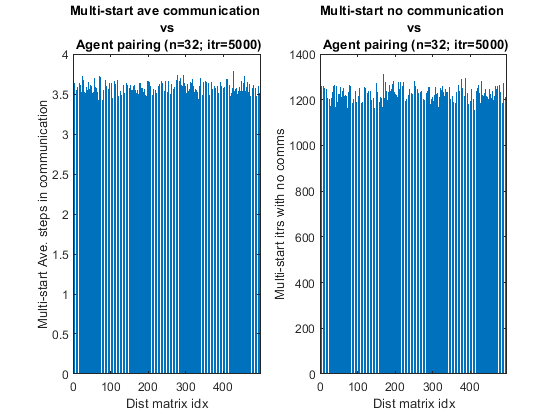 Multi-start ave communication
vs
Agent pairing (n=32; itr=5000)
Multi-start Ave. steps in communication
4
3.5
3
2.5
2
1.5
1
0.5
0
0
100
200
300
400
Dist matrix idx
Multi-start no communication
vs
Agent pairing (n=32; itr=5000)
Multi-start itrs with no comms
1400
1200
1000
800
600
400
200
0
0
100
200
300
400
Dist matrix idx